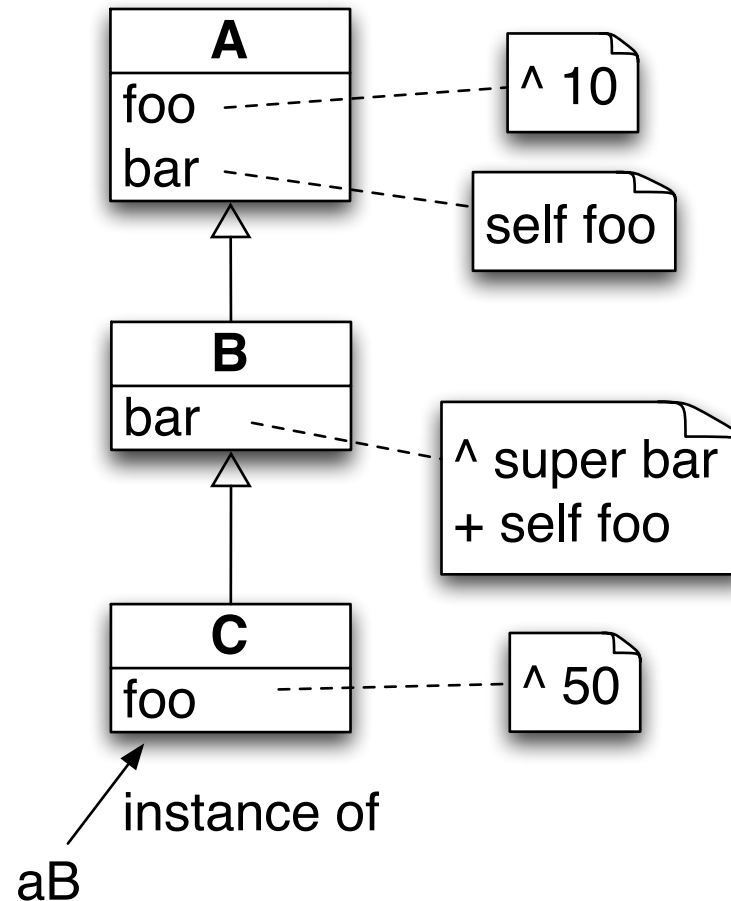 A
foo
bar
^ 10
self foo
B
bar
^ super bar
+ self foo
C
foo
^ 50
instance of
aB